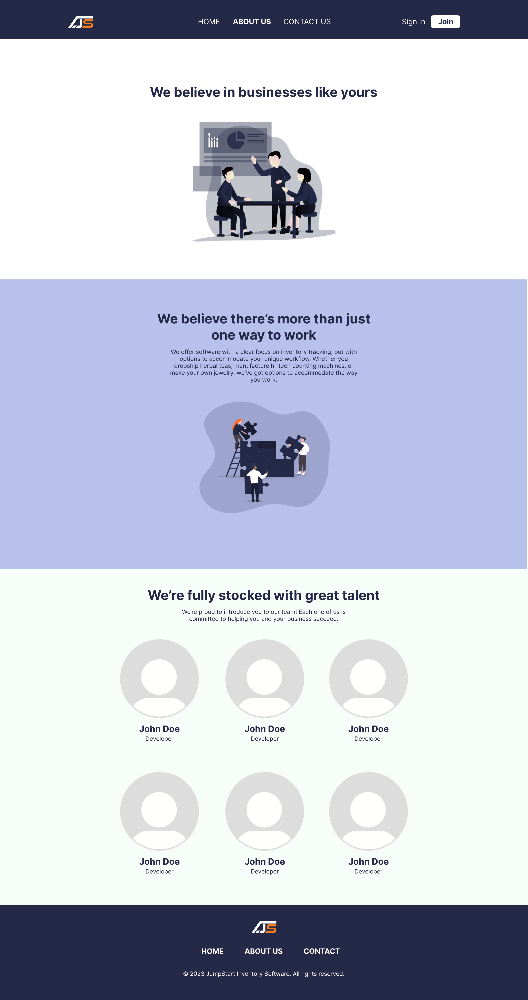 JS
HOME ABOUT US CONTACT US Sign In Join
We believe in businesses like yours
We believe there’s more than just
one way to work
We offer software with a clear focus on inventory tracking, but with
options to accommodate your unique workflow. Whether you
dropship herbal teas, manufacture hi-tech counting machines, or
make your own jewelry, we’ve got options to accommodate the way
you work.
We’re fully stocked with great talent
We’re proud to introduce you to our team! Each one of us is
committed to helping you and your business succeed.
John Doe John Doe John Doe
Developer Developer Developer
John Doe John Doe John Doe
Developer Developer Developer
JS
HOME ABOUT US CONTACT
© 2023 JumpStart Inventory Software. All rights reserved.